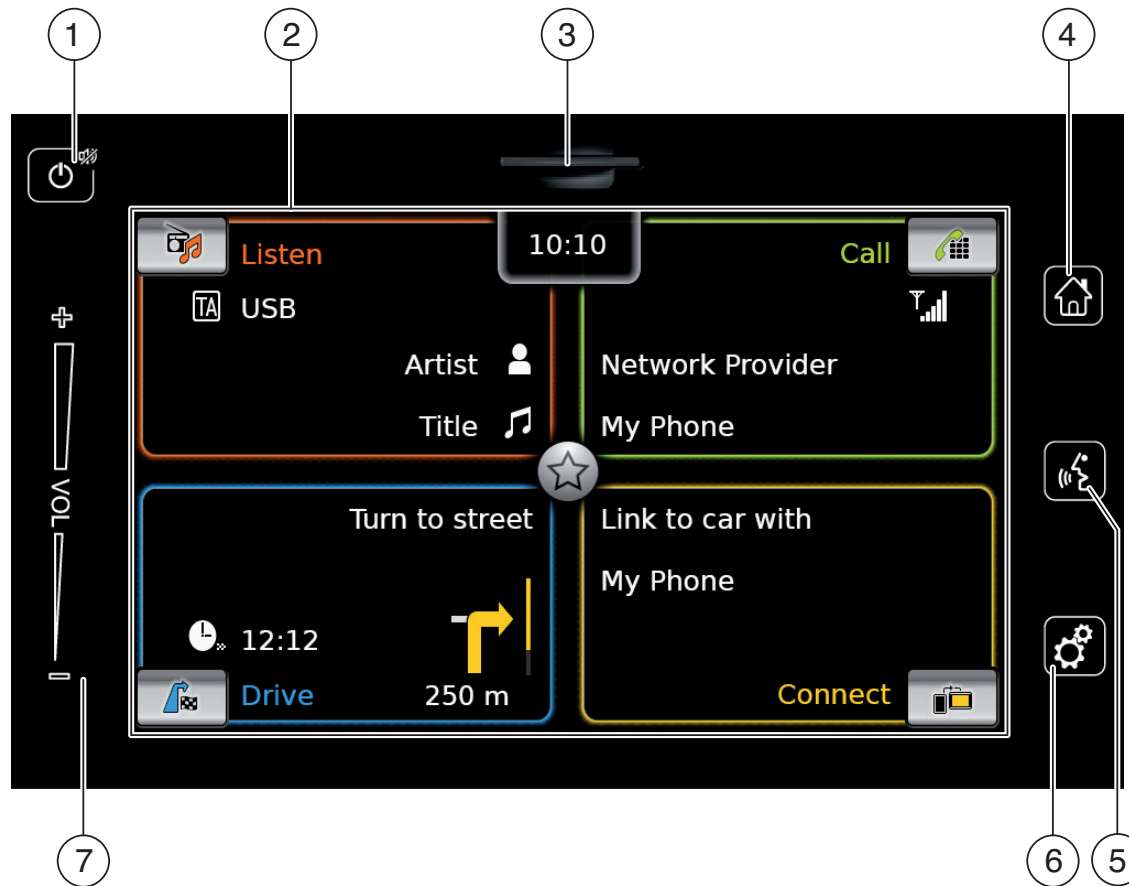 1
2
3
4
Listen
10:10
Call
TA
USB
Artist
Network Provider
Title
My Phone
VOL
Turn to street
Link to car with
My Phone
12:12
Drive
250 m
Connect
7
6
5